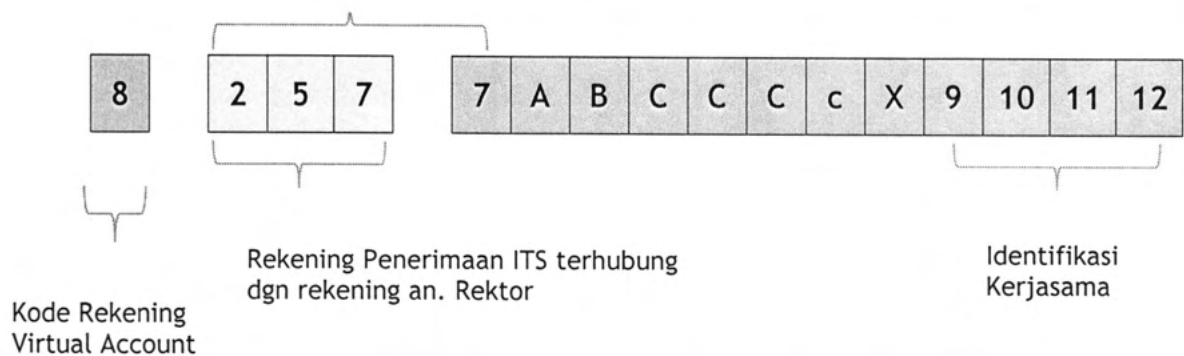 8 2 5 7 7 A B C C C c X 9 10 11 12
Rekening Penerimaan ITS terhubung
dgn rekening an. Rektor
Identifikasi
Kerjasama
Kode Rekening
Virtual Account